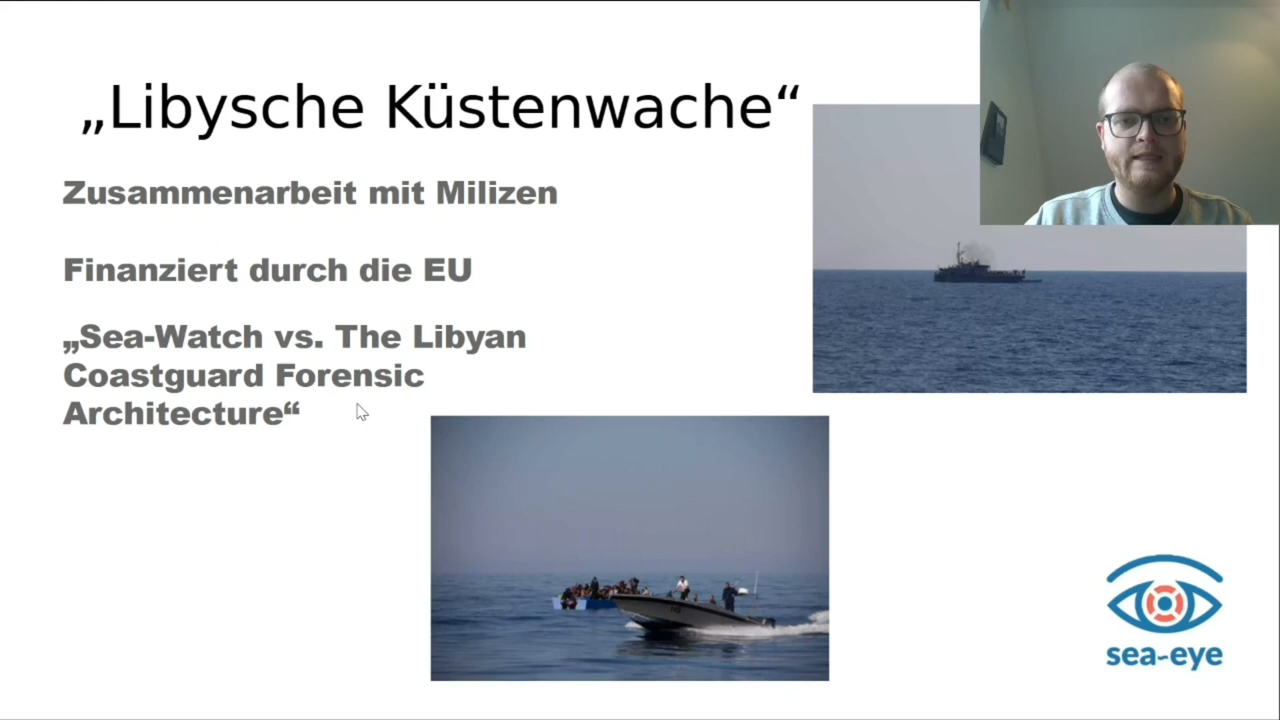 „Libysche Küstenwache“
Zusammenarbeit mit Milizen
Finanziert durch die EU
„Sea-Watch vs. The Libyan
Coastguard Forensic
Architecture“
sea-eye